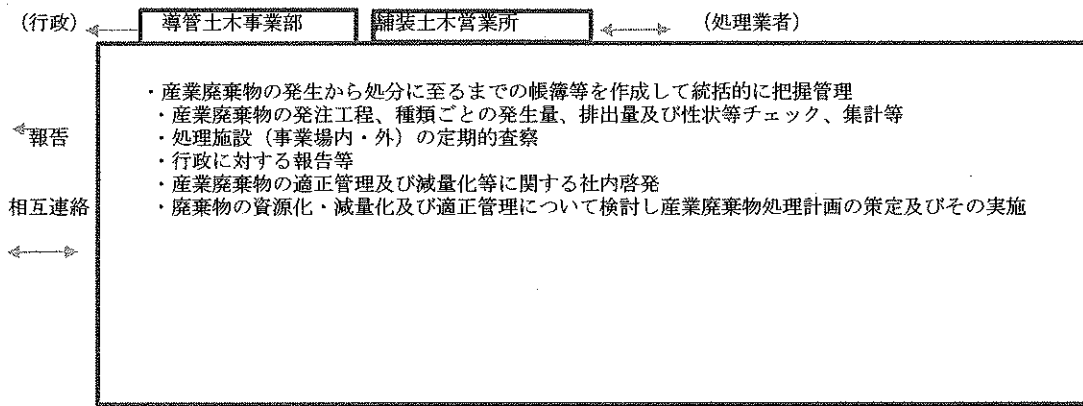 (行政) 導管土木事業部 舗装土木営業所 (処理業者)
・産業廃棄物の発生から処分に至るまでの帳簿等を作成して統括的に把握管理
・産業廃棄物の発注工程、種類ごとの発生量、排出量及び性状等チェック、集計等
報告 ・処理施設（事業場内・外）の定期的査察
・行政に対する報告等
・産業廃棄物の適正管理及び減量化等に関する社内啓発
相互連絡 ・廃棄物の資源化・減量化及び適正管理について検討し産業廃棄物処理計画の策定及びその実施